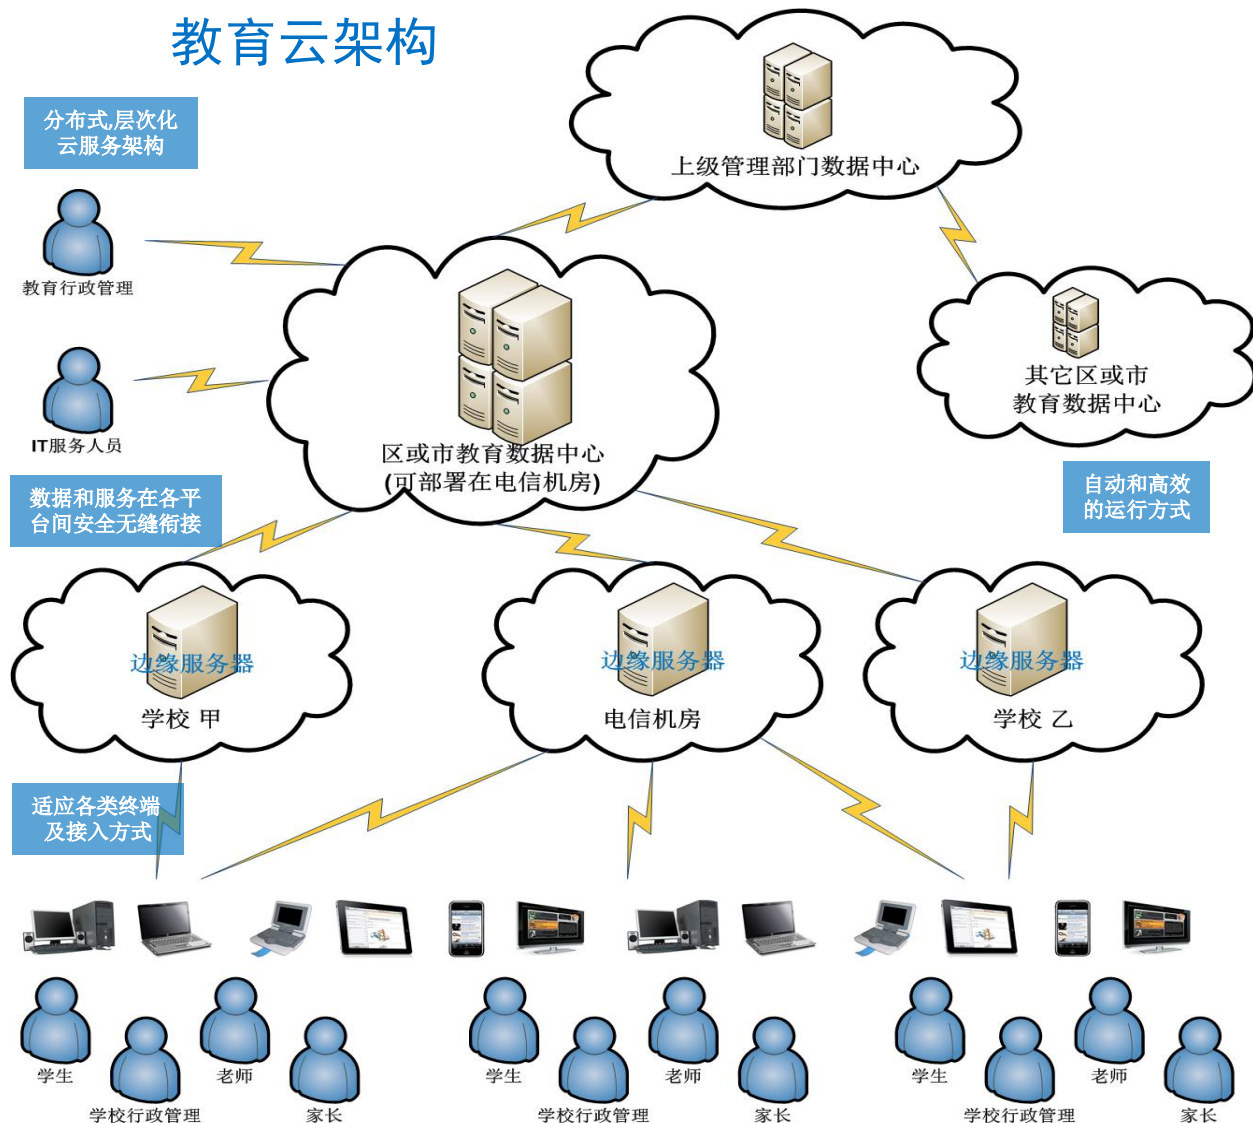 教育云架构
分布式,层次化
云服务架构
上级管理部门数据中心
教育行政管理
IT服务人员
区或市教育数据中心
(可部署在电信机房)
其它区或市
教育数据中心
数据和服务在各平
台间安全无缝衔接
自动和高效
的运行方式
边缘服务器
学校 甲
边缘服务器
电信机房
边缘服务器
学校 乙
适应各类终端
及接入方式
学生
学校行政管理
老师
家长
学生
学校行政管理
老师
家长
学生
学校行政管理
老师
家长